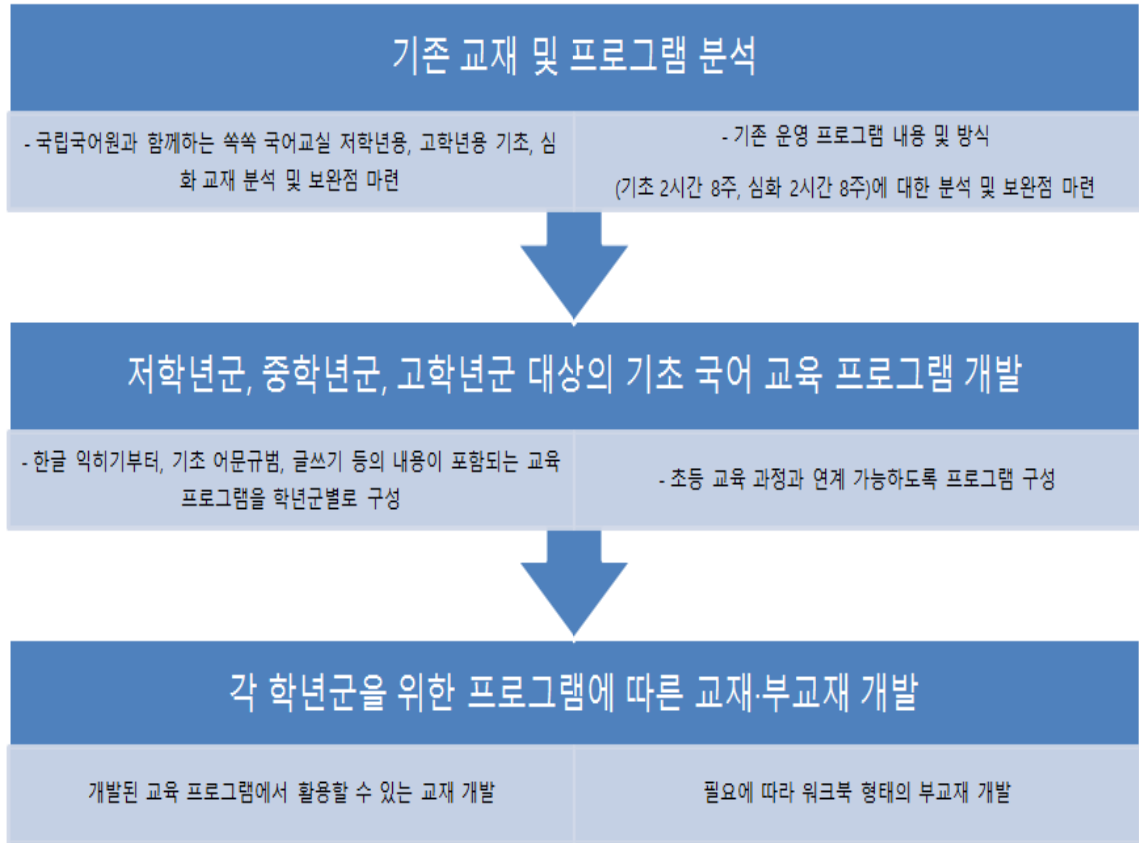 기존 교재 및 프로그램 분석
- 국립국어원과 함께하는 쏙쏙 국어교실 저학년용, 고학년용 기초, 심
화 교재 분석 및 보완점 마련
- 기존 운영 프로그램 내용 및 방식
(기초 2시간 8주, 심화 2시간 8주)에 대한 분석 및 보완점 마련
저학년군, 중학년군, 고학년군 대상의 기초 국어 교육 프로그램 개발
- 한글 익히기부터, 기초 어문규범, 글쓰기 등의 내용이 포함되는 교육
프로그램을 학년군별로 구성
- 초등 교육 과정과 연계 가능하도록 프로그램 구성
각 학년군을 위한 프로그램에 따른 교재·부교재 개발
개발된 교육 프로그램에서 활용할 수 있는 교재 개발
필요에 따라 워크북 형태의 부교재 개발